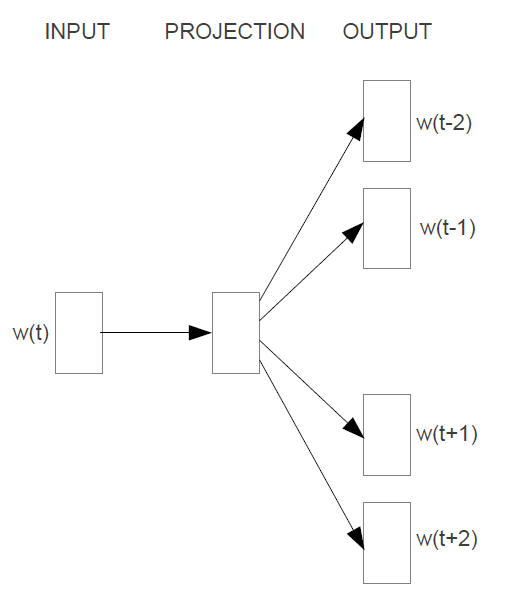 INPUT PROJECTION OUTPUT
w(t-2)
w(t-1)
w(t)
w(t+1)
w(t+2)